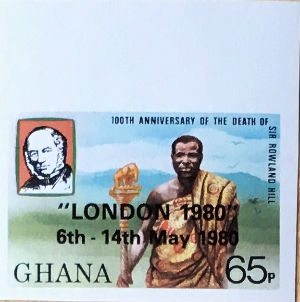 100TH ANNIVERSARY OF THE DEATH OF
SIR ROWLAND HILL
"LONDON 1980"
6th - 14th May 1980
GHANA 65P